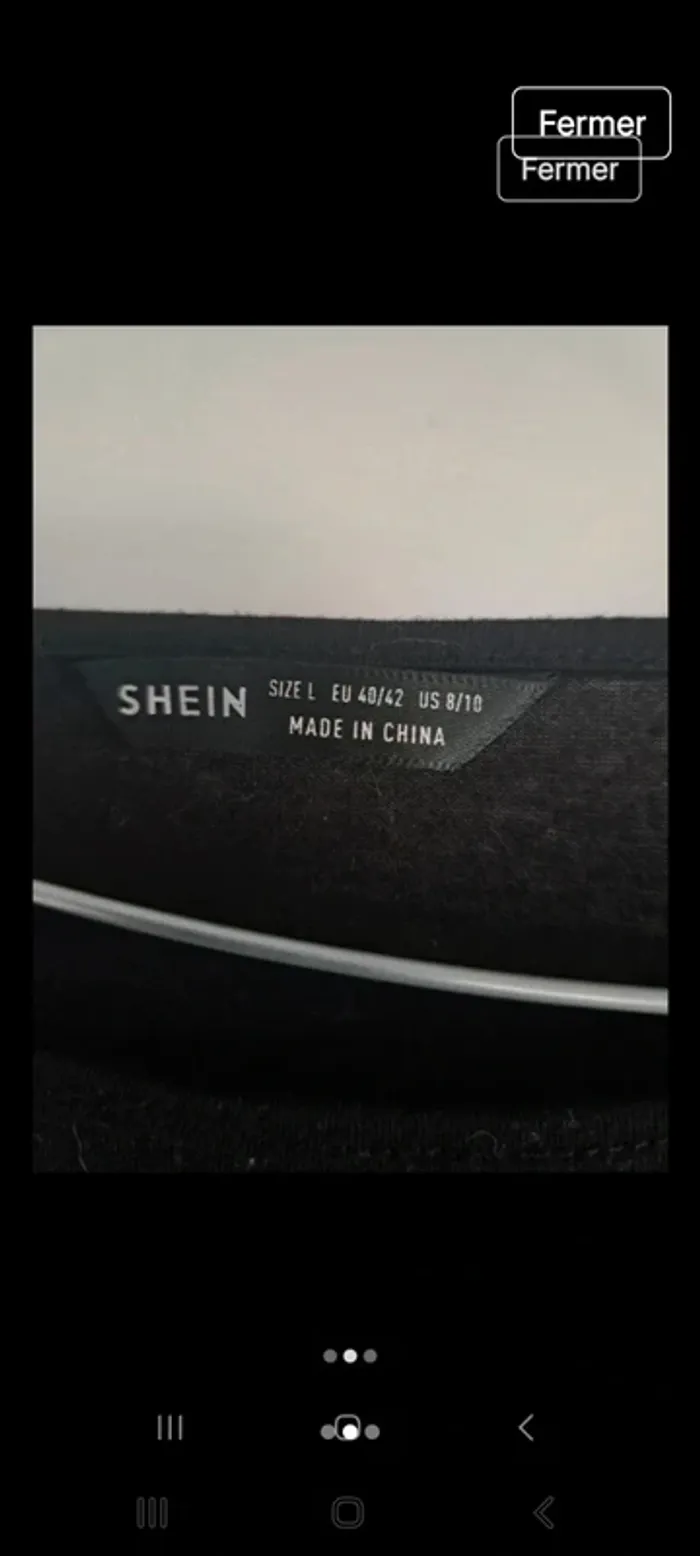 Fermer
Fermer
SHEIN SIZE L EU 40/42 US 8/10
MADE IN CHINA